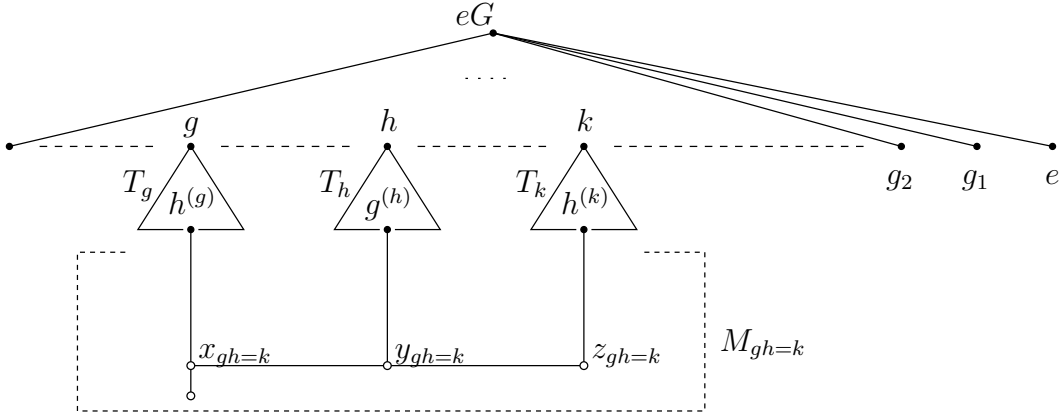 eG
. . . .
g h k
T_g h^{(g)} T_h g^{(h)} T_k h^{(k)} g_2 g_1 e
x_{gh=k} y_{gh=k} z_{gh=k} M_{gh=k}